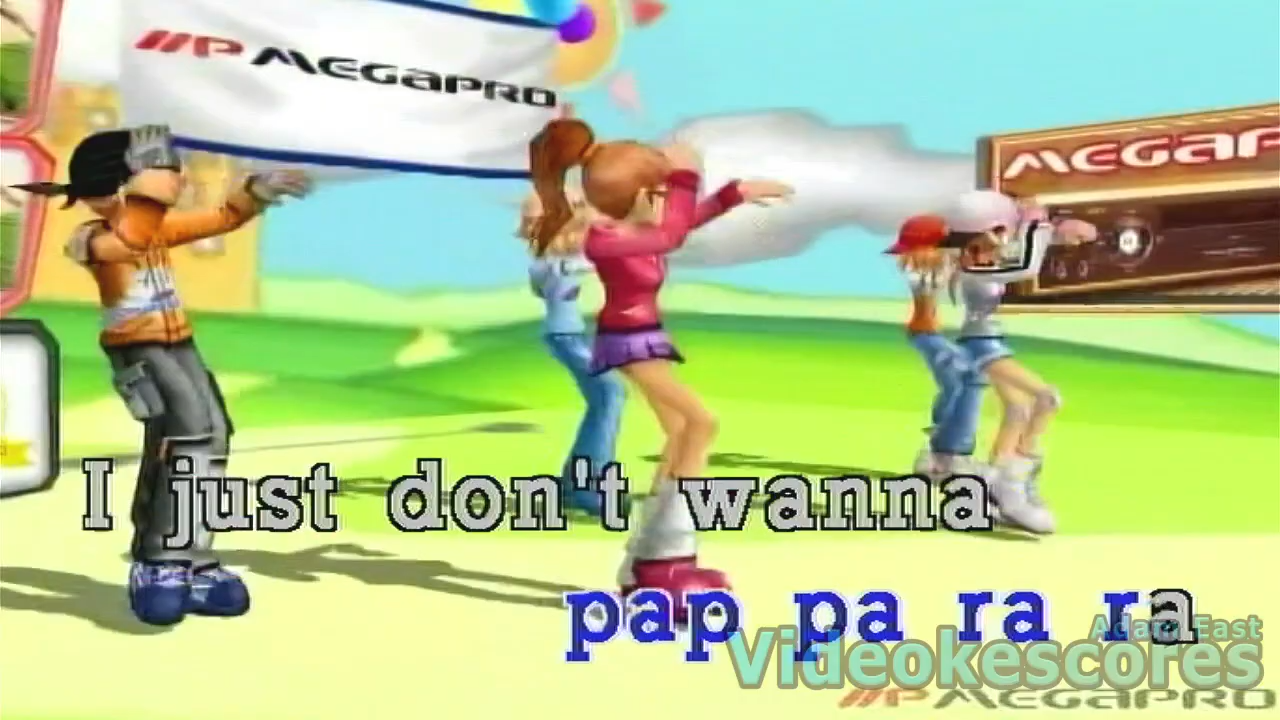 MEGAPRO
MEGAP
I just don't wanna
pap pa ra ra
Adam East
Videokescores
MEGAPRO